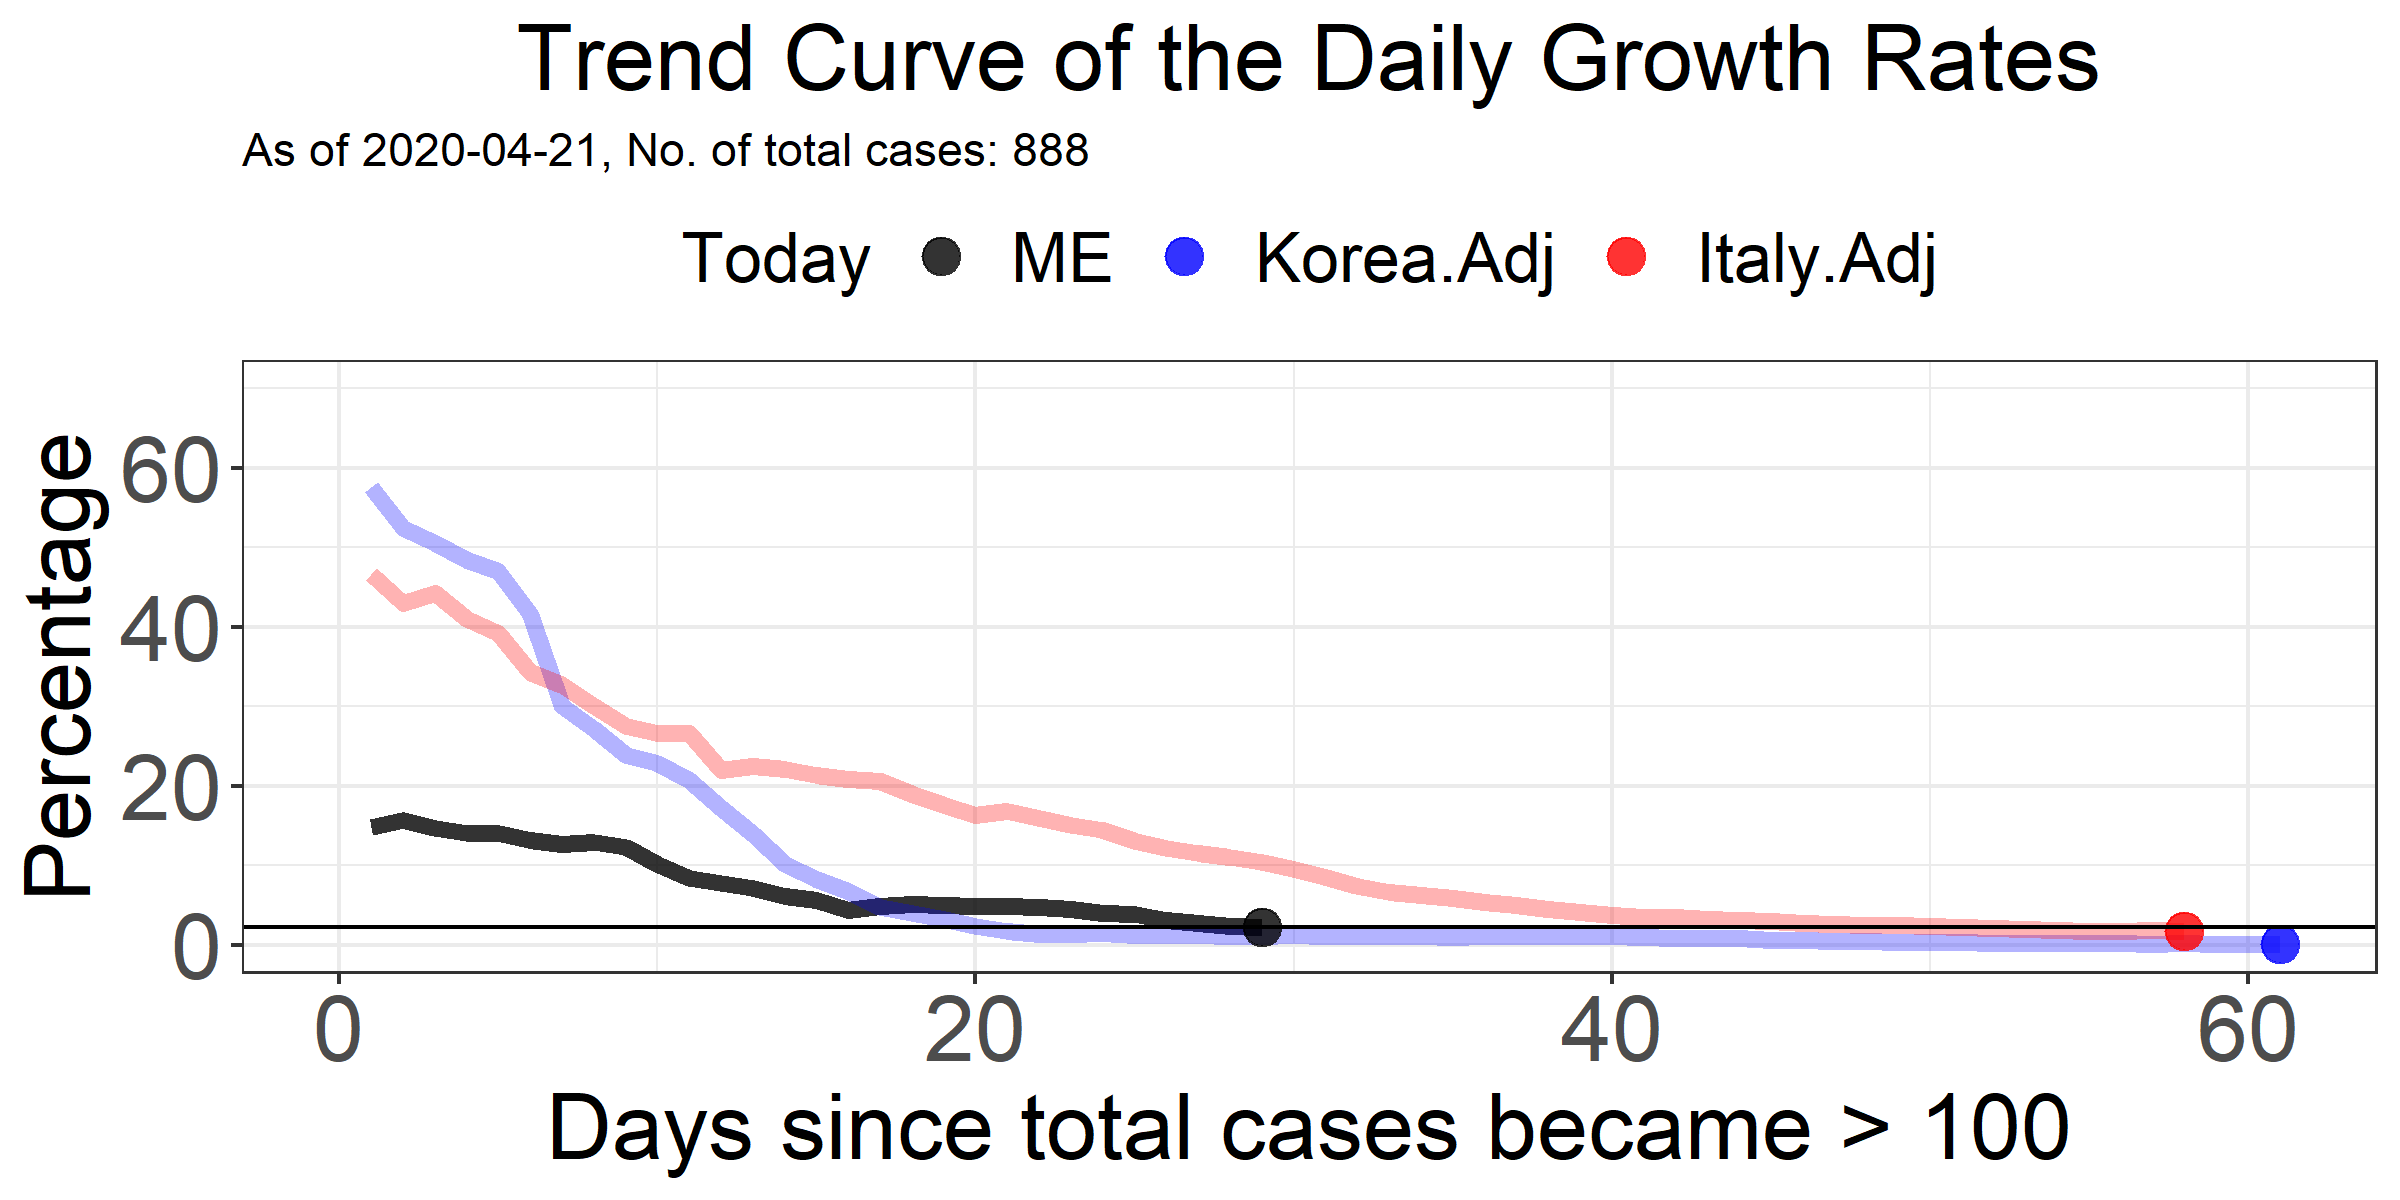 Trend Curve of the Daily Growth Rates
As of 2020-04-21, No. of total cases: 888
Today ME Korea.Adj Italy.Adj
Percentage
60
40
20
0
0 20 40 60
Days since total cases became > 100